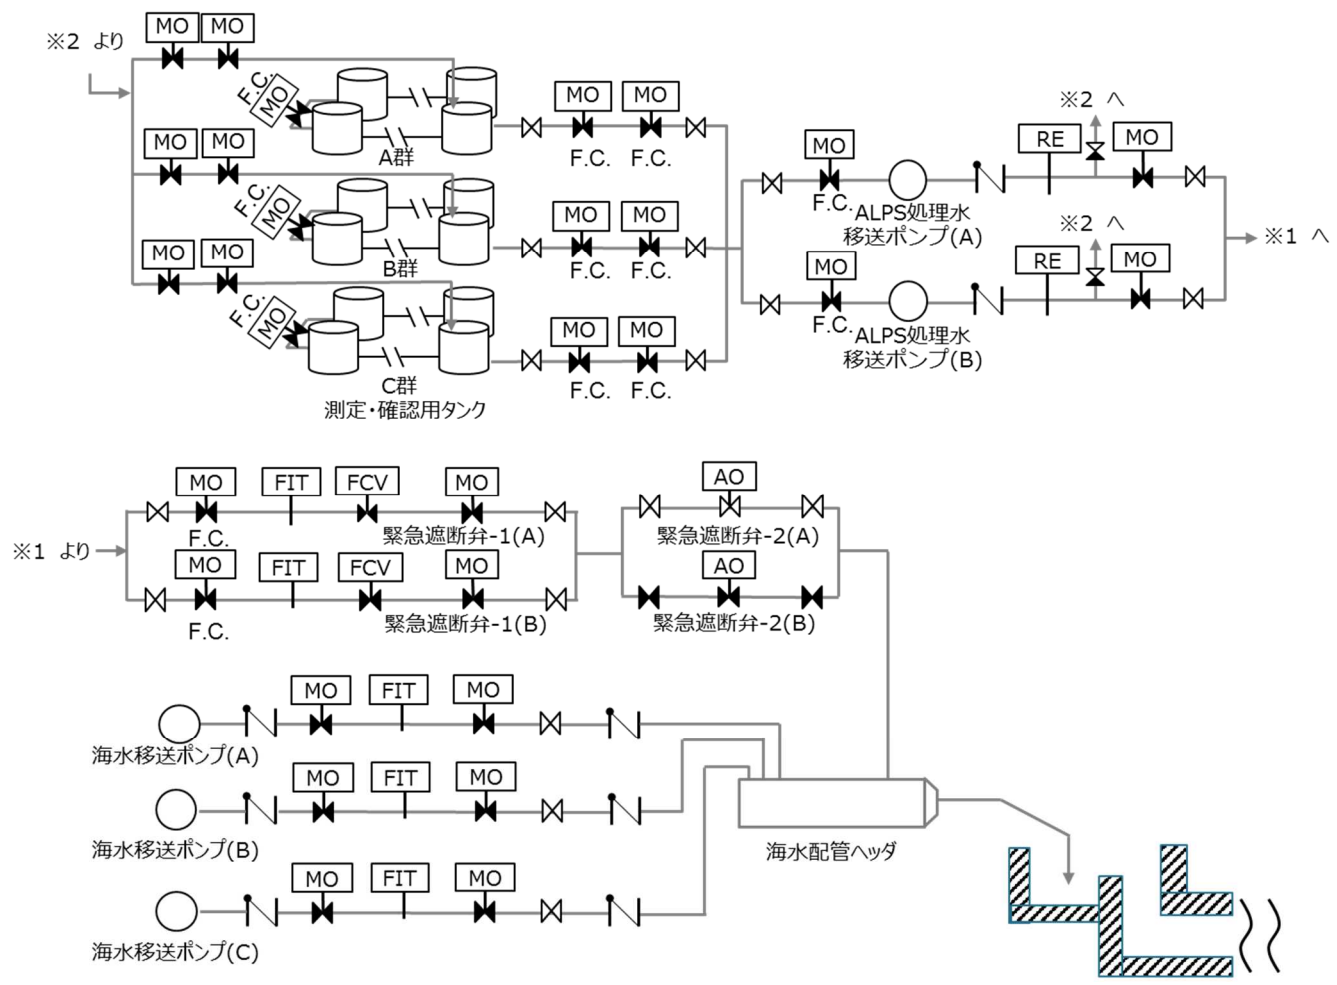 ※2 より
MO MO
F.C.
MO
A群
MO MO
F.C. F.C.
MO MO
F.C.
MO
B群
MO MO
F.C. F.C.
MO MO
F.C.
MO
C群
測定・確認用タンク
MO MO
F.C. F.C.
※2 へ
MO RE MO
F.C.
ALPS処理水
移送ポンプ(A)
※2 へ
MO RE MO
F.C.
ALPS処理水
移送ポンプ(B)
※1 へ
※1 より
MO FIT FCV MO
F.C. 緊急遮断弁-1(A)
MO FIT FCV MO
F.C. 緊急遮断弁-1(B)
AO
緊急遮断弁-2(A)
AO
緊急遮断弁-2(B)
MO FIT MO
海水移送ポンプ(A)
MO FIT MO
海水移送ポンプ(B)
MO FIT MO
海水移送ポンプ(C)
海水配管ヘッダ